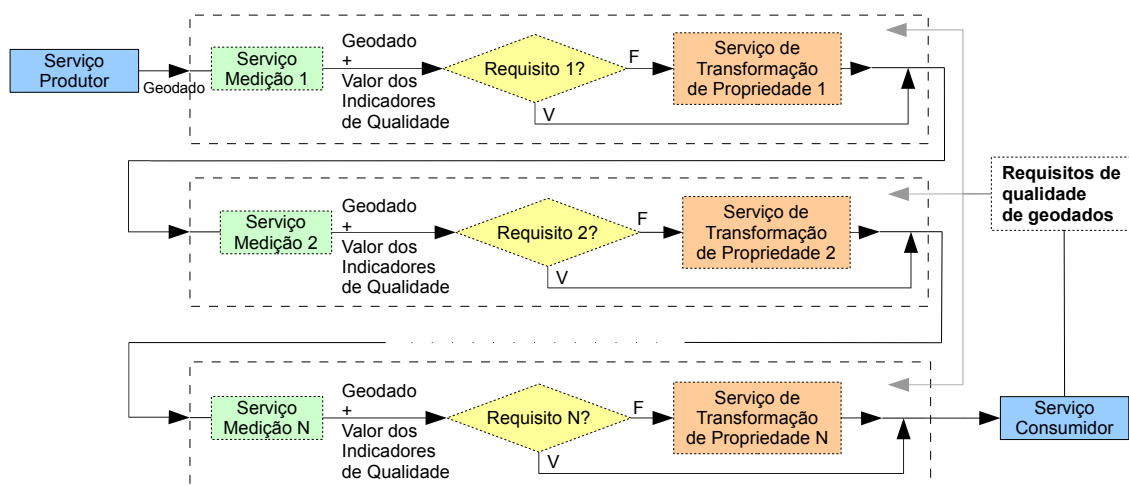 Serviço
Produtor
Geodado
Serviço
Medição 1
Geodado
+
Valor dos
Indicadores
de Qualidade
Requisito 1?
F
V
Serviço de
Transformação
de Propriedade 1
Serviço
Medição 2
Geodado
+
Valor dos
Indicadores
de Qualidade
Requisito 2?
F
V
Serviço de
Transformação
de Propriedade 2
Requisitos de
qualidade
de geodados
Serviço
Medição N
Geodado
+
Valor dos
Indicadores
de Qualidade
Requisito N?
F
V
Serviço de
Transformação
de Propriedade N
Serviço
Consumidor